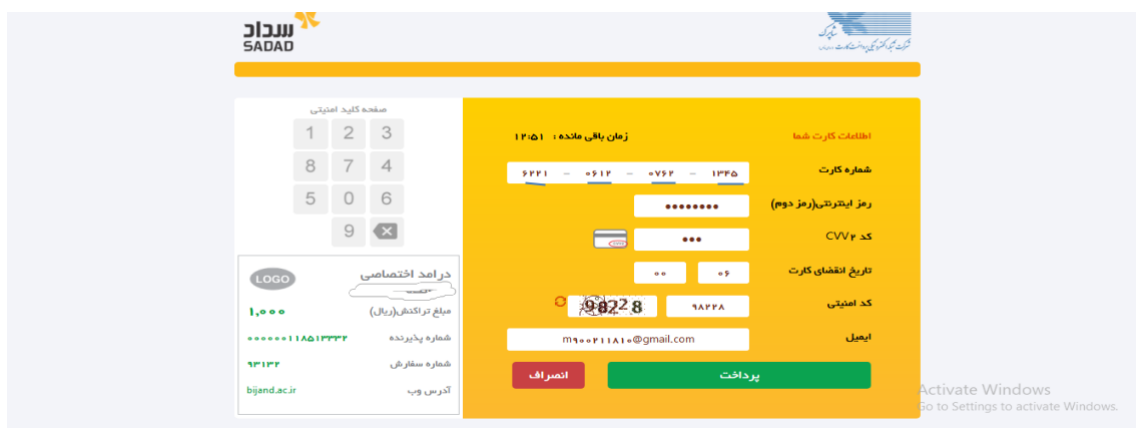 سداد
SADAD
شاپرک
صفحه کلید امنیتی
1 2 3
8 7 4
5 0 6
9
اطلاعات کارت شما
زمان باقی مانده : ۱۲:۵۱
شماره کارت
۶۲۲۱ - ۰۶۱۲ - ۰۷۶۲ - ۱۳۴۵
رمز اینترنتی(رمز دوم)
کد CVV۲
تاریخ انقضای کارت
۰۶
۰۰
کد امنیتی
۹۸۲۲۸
98228
ایمیل
m۹۰۰۲۱۱۸۱۰@gmail.com
پرداخت
انصراف
LOGO
درامد اختصاصی
مبلغ تراکنش(ریال)
۱,۰۰۰
شماره پذیرنده
۰۰۰۰۰۰۱۱۸۵۱۳۳۳۲
شماره سفارش
۹۳۱۳۲
آدرس وب
bijand.ac.ir
Activate Windows
Go to Settings to activate Windows.